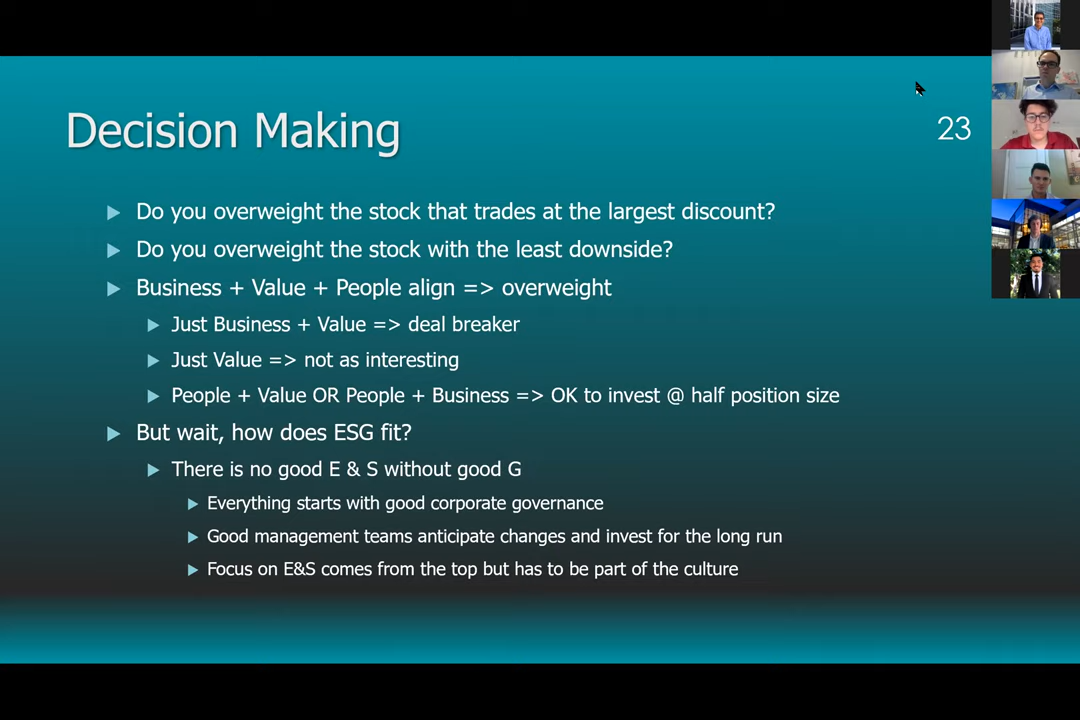 Decision Making
23
Do you overweight the stock that trades at the largest discount?
Do you overweight the stock with the least downside?
Business + Value + People align => overweight
Just Business + Value => deal breaker
Just Value => not as interesting
People + Value OR People + Business => OK to invest @ half position size
But wait, how does ESG fit?
There is no good E & S without good G
Everything starts with good corporate governance
Good management teams anticipate changes and invest for the long run
Focus on E&S comes from the top but has to be part of the culture